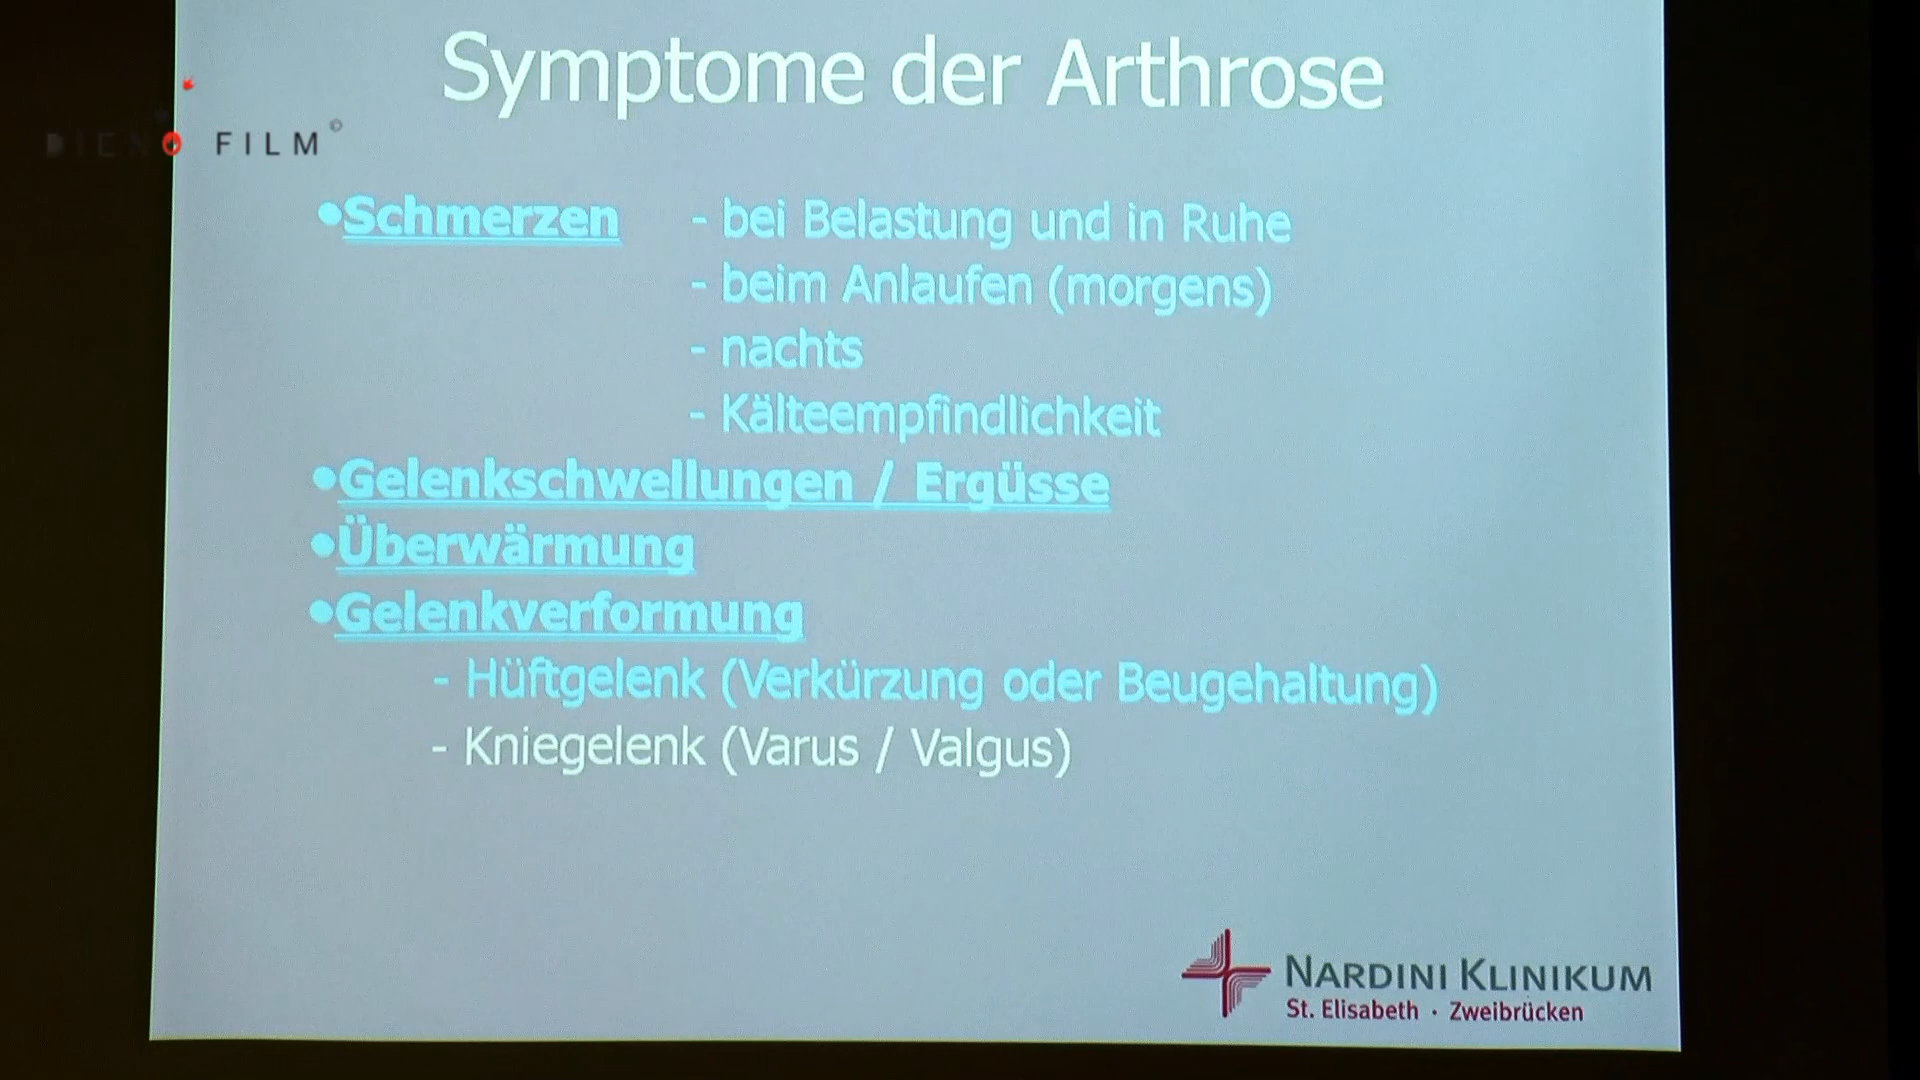 Symptome der Arthrose
FILM©
•Schmerzen - bei Belastung und in Ruhe
- beim Anlaufen (morgens)
- nachts
- Kälteempfindlichkeit
•Gelenkschwellungen / Ergüsse
•Überwärmung
•Gelenkverformung
- Hüftgelenk (Verkürzung oder Beugehaltung)
- Kniegelenk (Varus / Valgus)
NARDINI KLINIKUM
St. Elisabeth · Zweibrücken